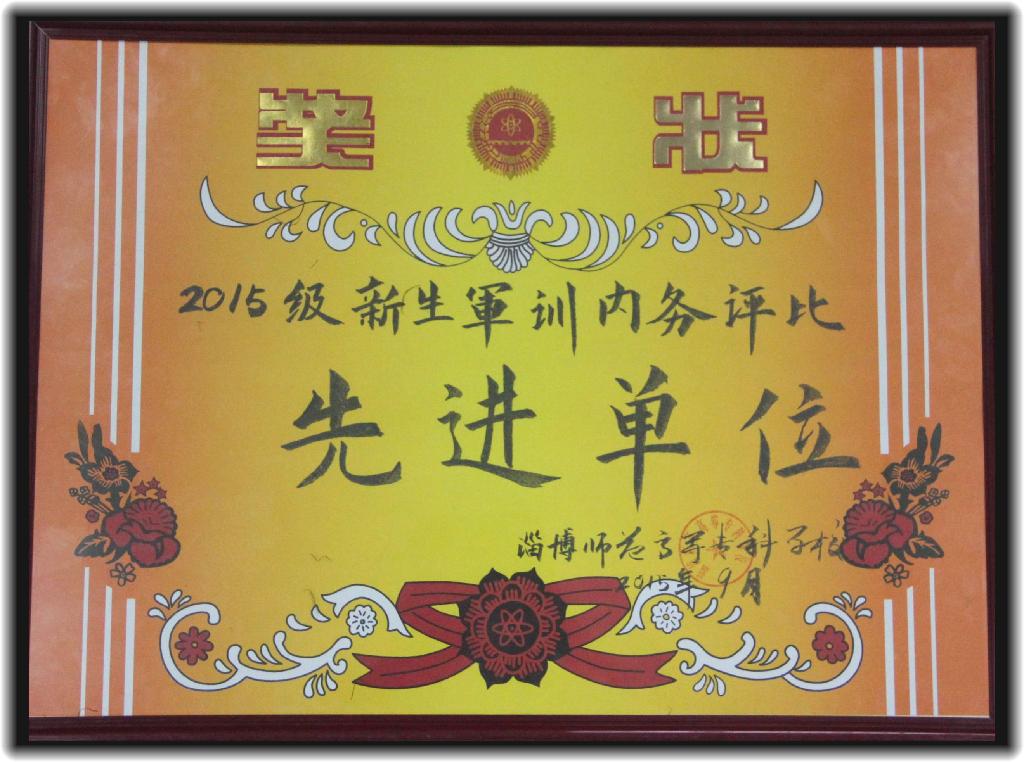 奖状
2015级新生軍训内务评比
先进单位
淄博师范高等专科学校
2015年9月